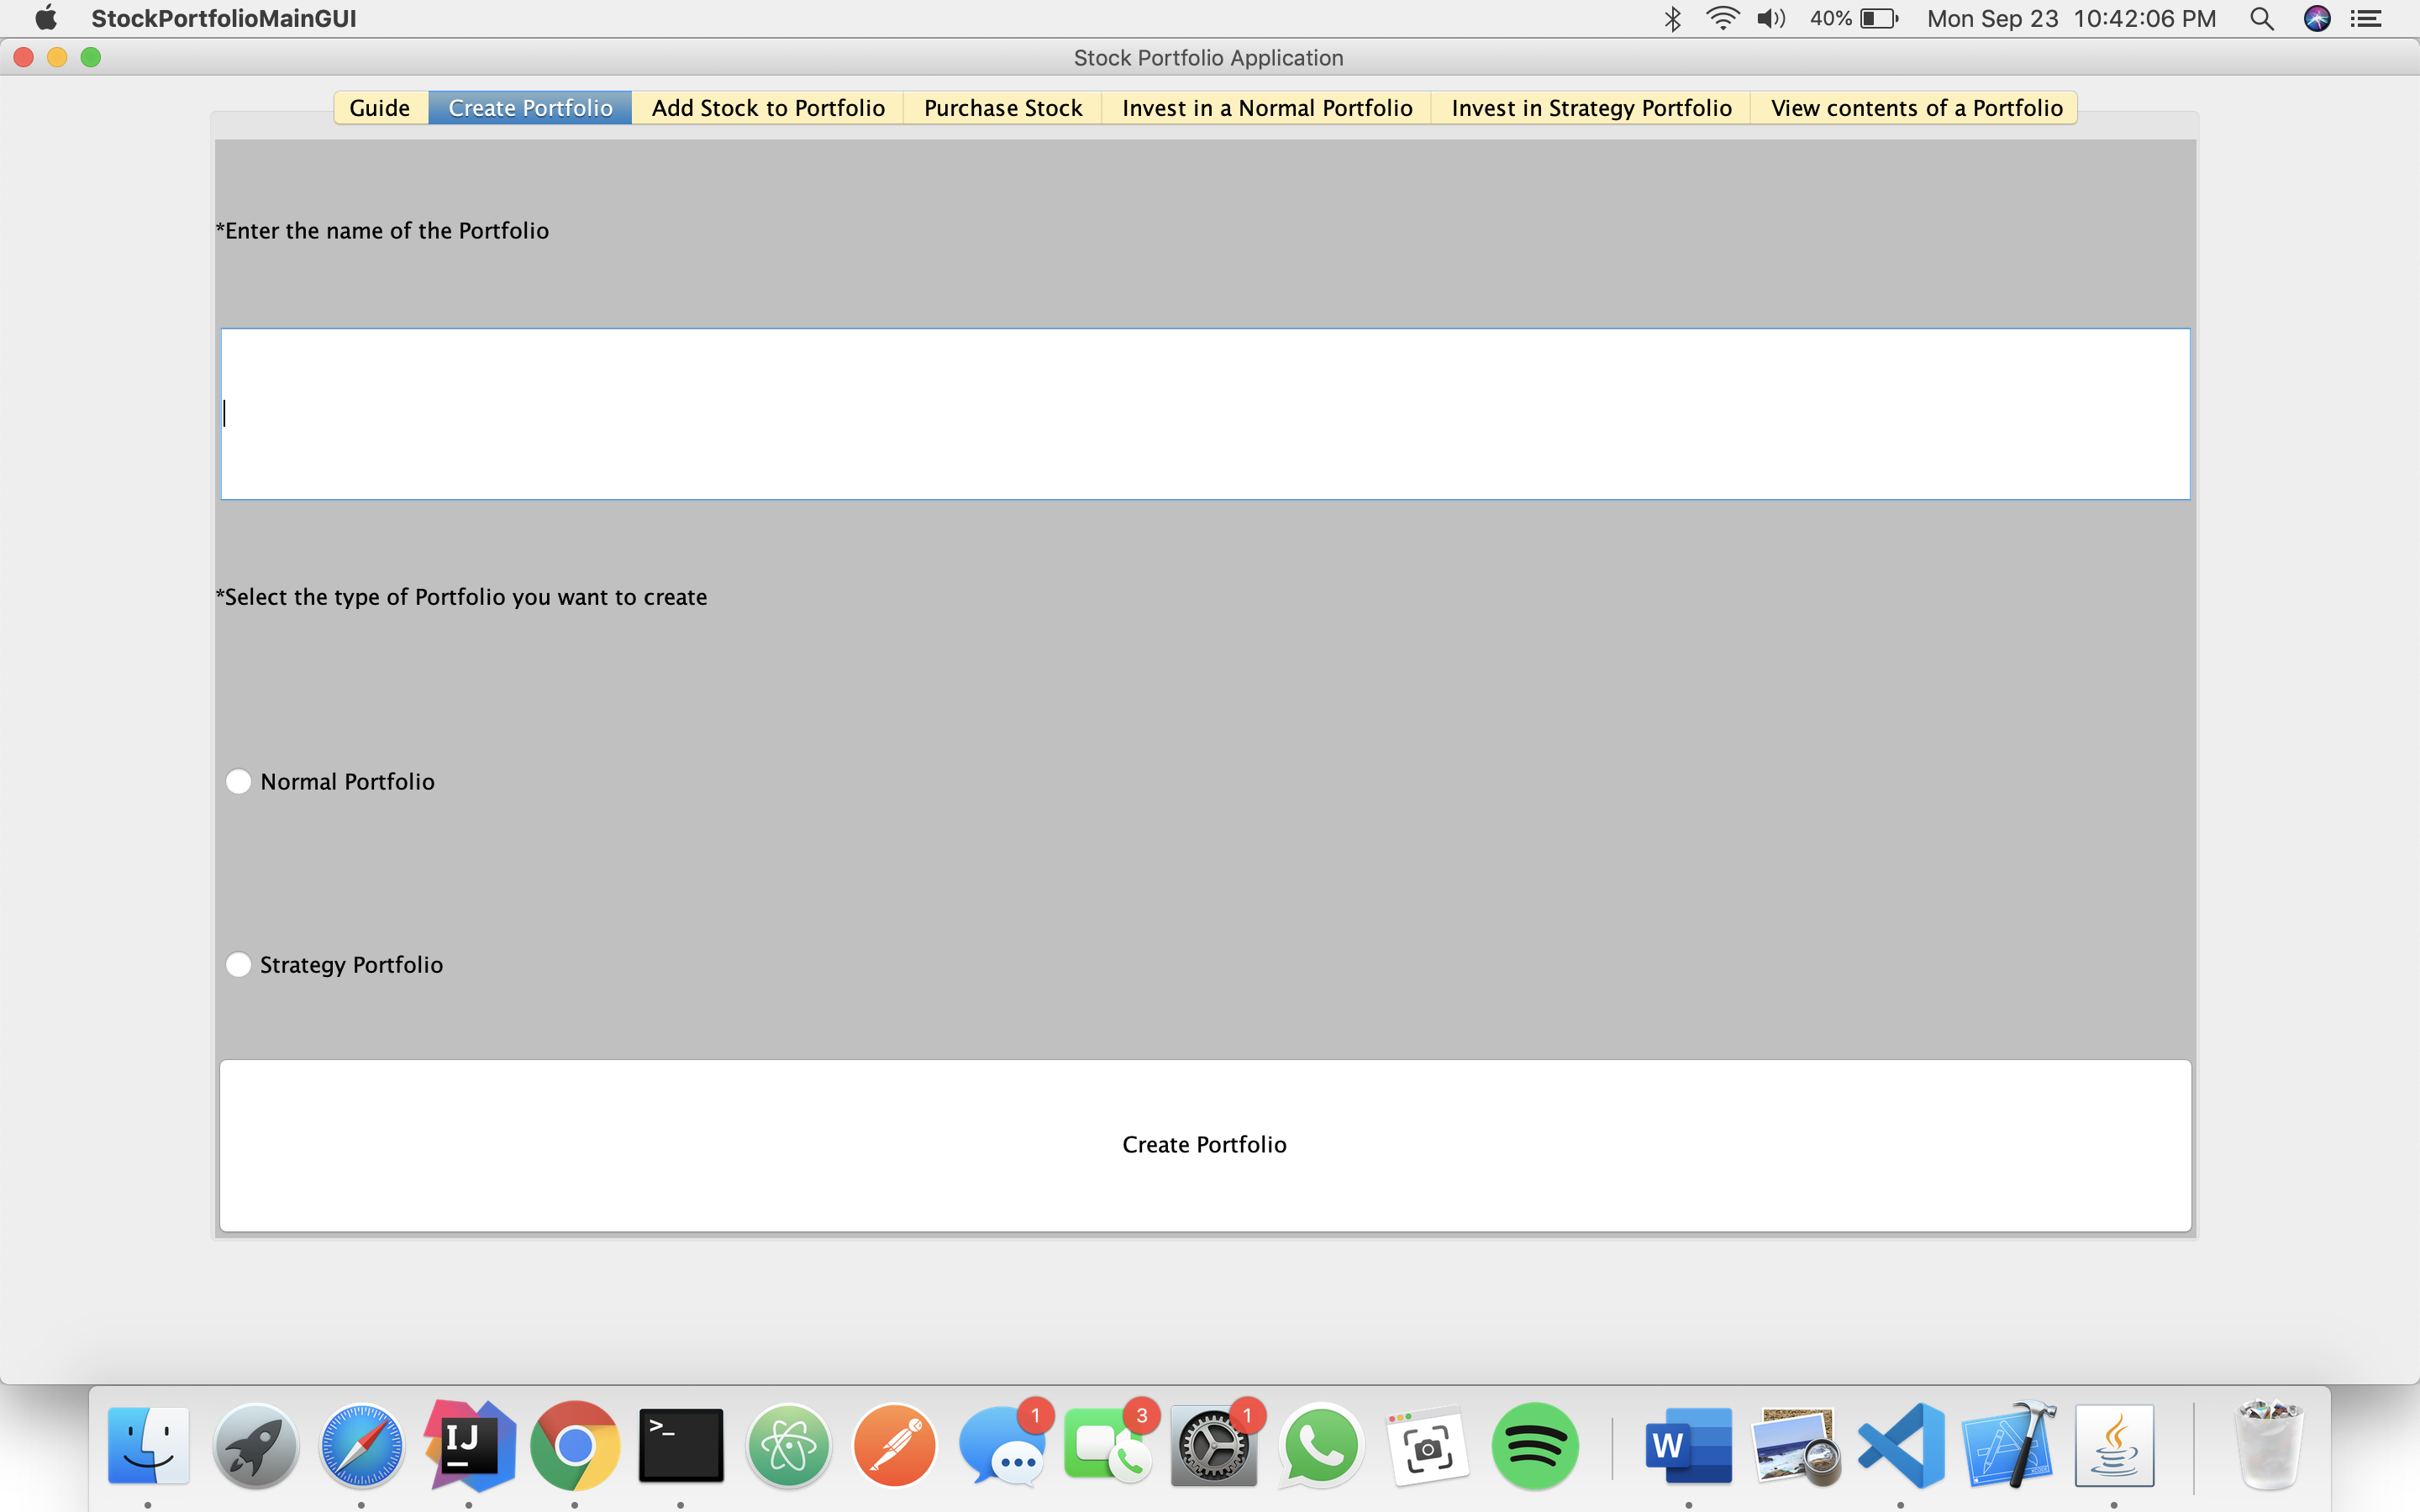 StockPortfolioMainGUI 40% Mon Sep 23 10:42:06 PM
Stock Portfolio Application
Guide Create Portfolio Add Stock to Portfolio Purchase Stock Invest in a Normal Portfolio Invest in Strategy Portfolio View contents of a Portfolio
*Enter the name of the Portfolio
*Select the type of Portfolio you want to create
Normal Portfolio
Strategy Portfolio
Create Portfolio
1 3 1
IJ >_ W